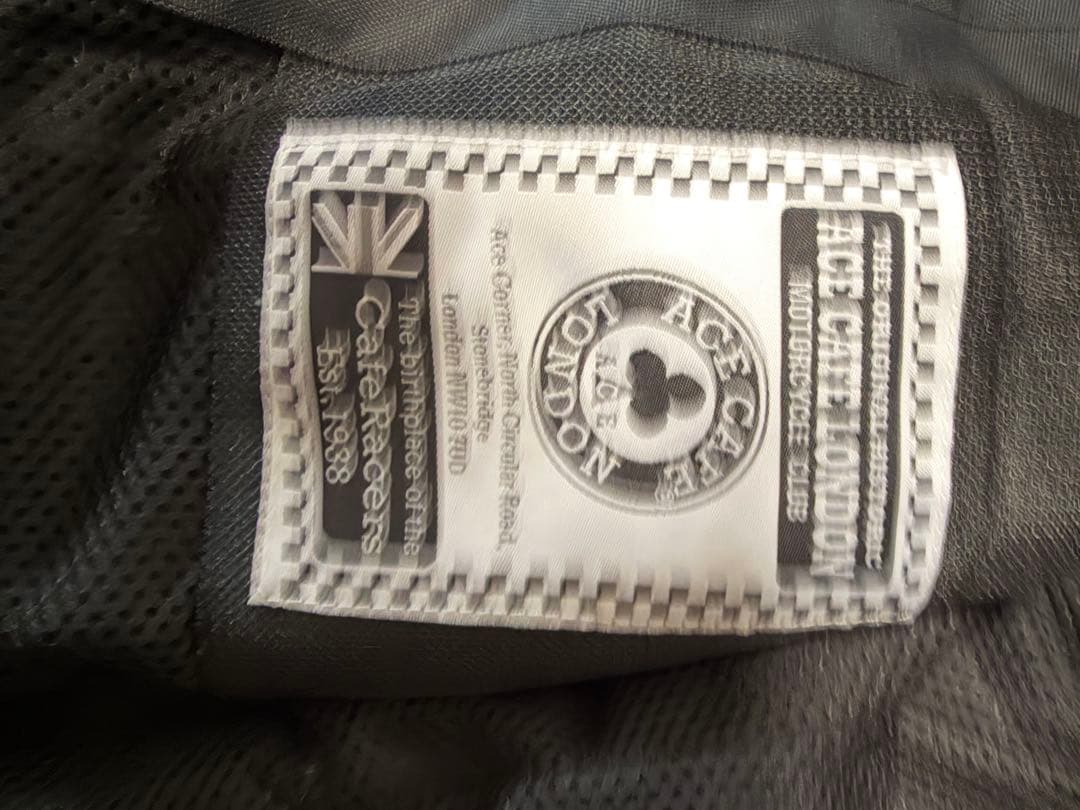 THE ORIGINAL
ACE CAFE LONDON
MOTORCYCLE CLUB
ACE CAFE®
ACE
LONDON
Ace Corner, North Circular Road,
Stonebridge
London NW10 7UD
The birthplace of the
Cafe Racers
Est. 1938